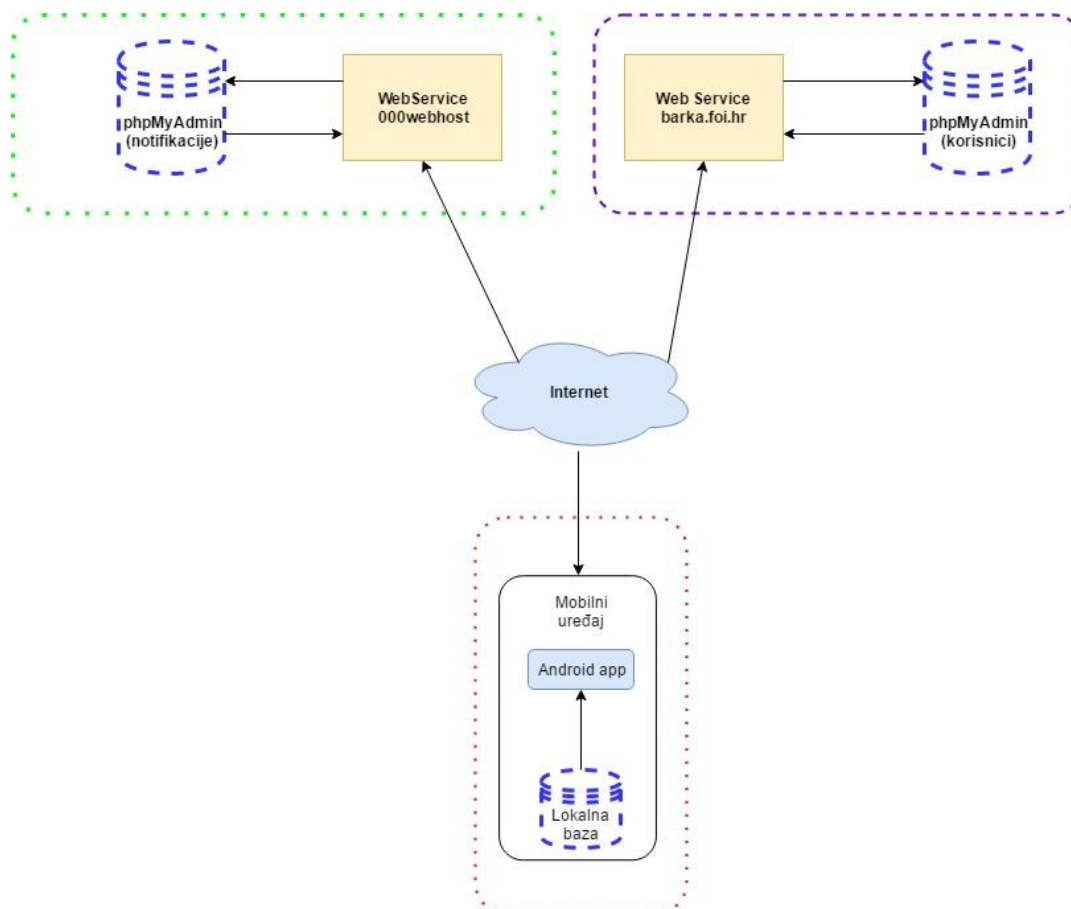 phpMyAdmin
(notifikacije)
WebService
000webhost
Web Service
barka.foi.hr
phpMyAdmin
(korisnici)
Internet
Mobilni
uređaj
Android app
Lokalna
baza